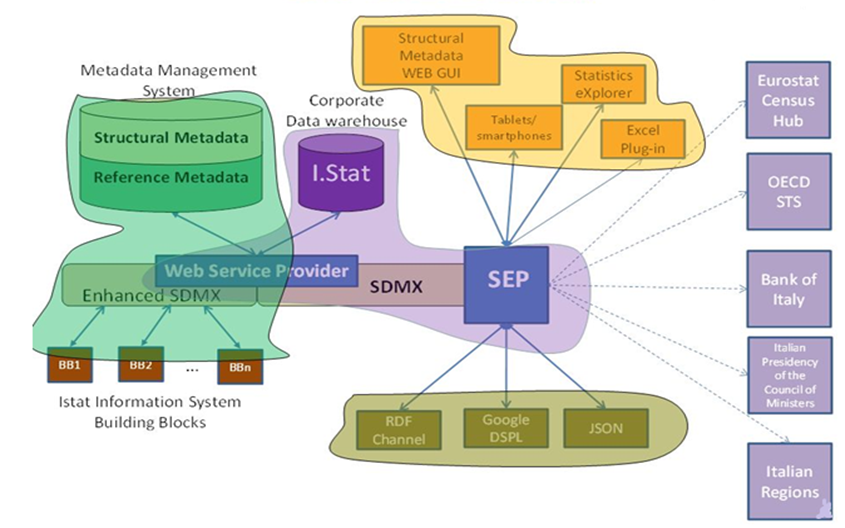 Structural
Metadata
WEB GUI
Statistics
eXplorer
Tablets/
smartphones
Excel
Plug-in
Metadata Management
System
Structural Metadata
Reference Metadata
Corporate
Data warehouse
I.Stat
Web Service Provider
Enhanced SDMX
SDMX
SEP
BB1
BB2
...
BBn
Istat Information System
Building Blocks
RDF
Channel
Google
DSPL
JSON
Eurostat
Census
Hub
OECD
STS
Bank of
Italy
Italian
Presidency
of the
Council of
Ministers
Italian
Regions